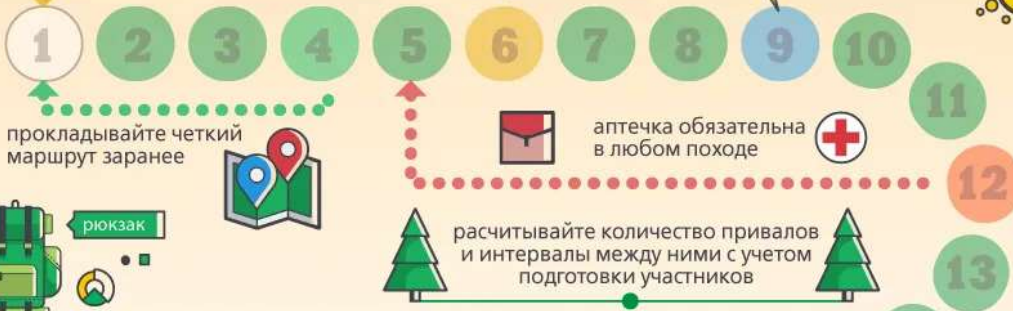 1 2 3 4 5 6 7 8 9 10
11
прокладывайте четкий
маршрут заранее
аптечка обязательна
в любом походе
12
рюкзак
расчитывайте количество привалов
и интервалы между ними с учетом
подготовки участников
13